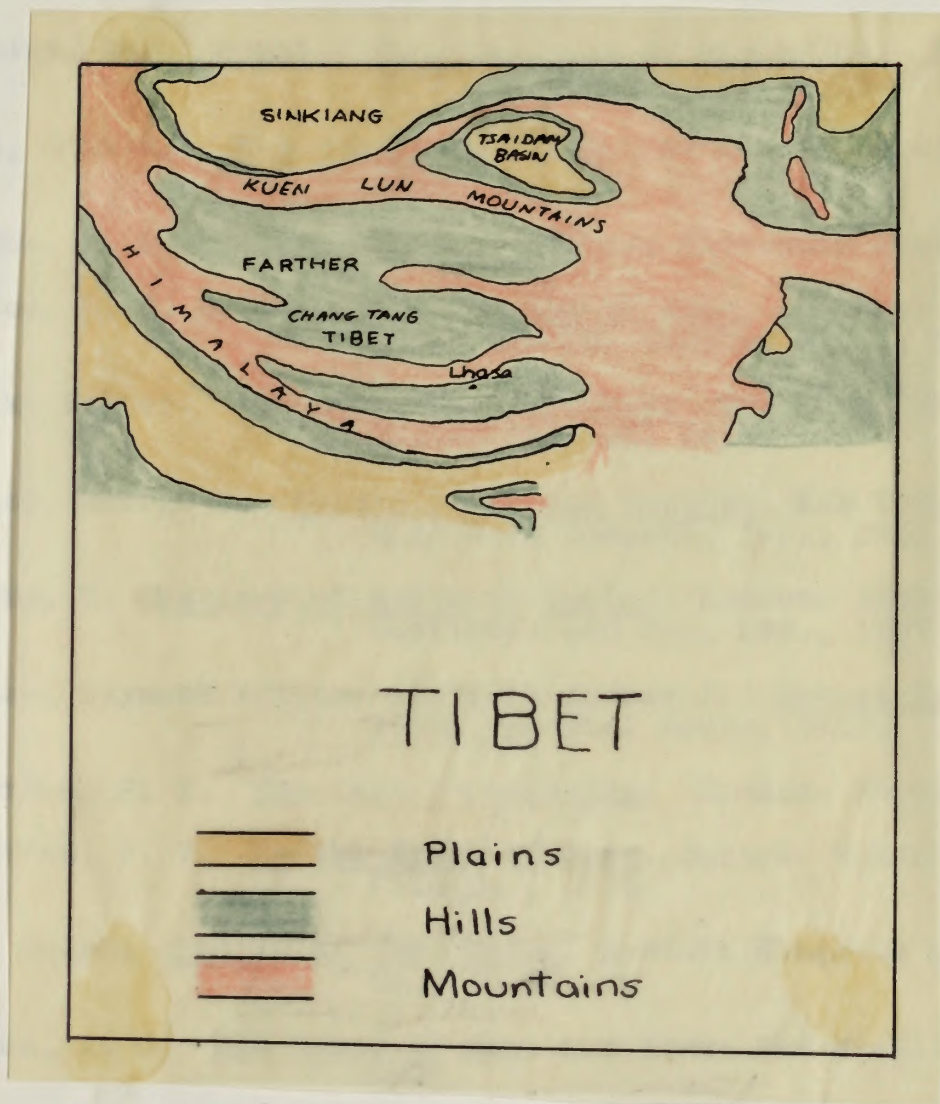 SINKIANG
TSAIDAM
BASIN
KUEN LUN
MOUNTAINS
HIMALAYA
FARTHER
CHANG TANG
TIBET
Lhasa
TIBET
Plains
Hills
Mountains